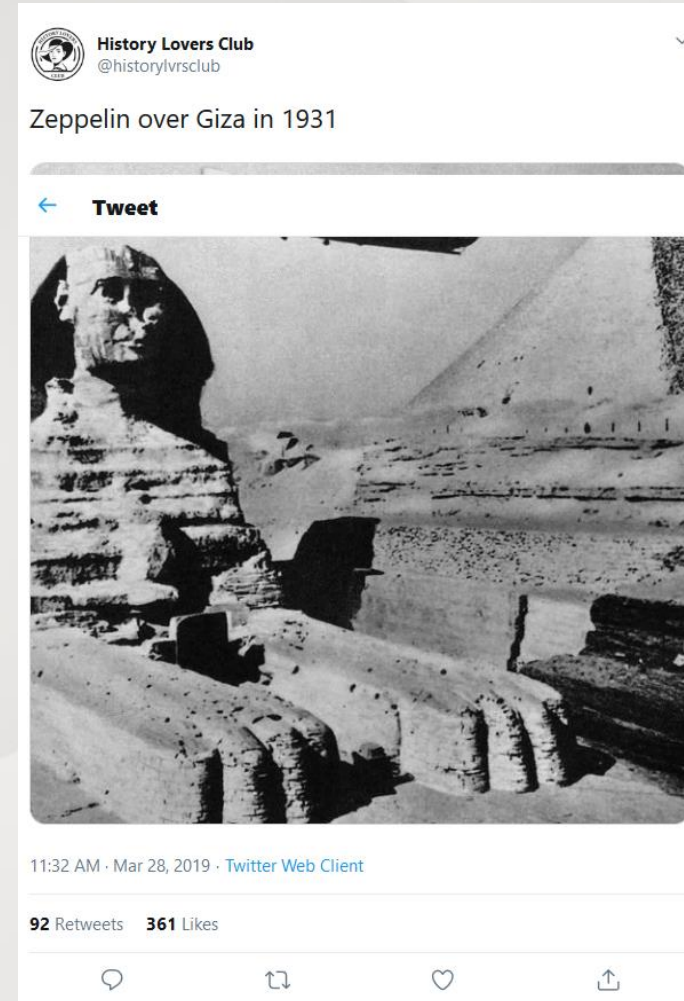 History Lovers Club
@historylvrsclub
Zeppelin over Giza in 1931
Tweet
11:32 AM · Mar 28, 2019 · Twitter Web Client
92 Retweets 361 Likes